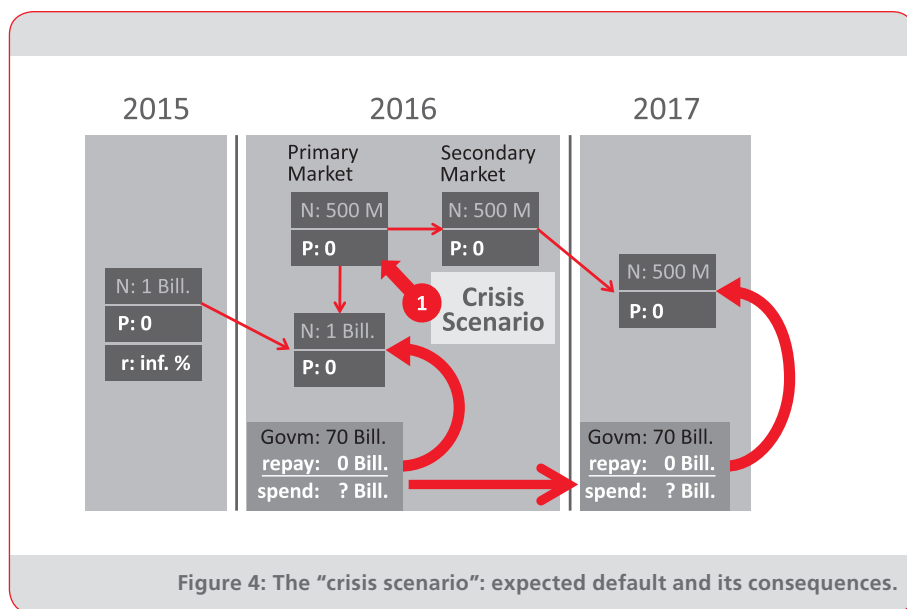 2015
2016
2017
Primary
Market
Secondary
Market
N: 500 M
P: 0
N: 500 M
P: 0
N: 1 Bill.
P: 0
r: inf. %
1
Crisis
Scenario
N: 1 Bill.
P: 0
N: 500 M
P: 0
Govm: 70 Bill.
repay: 0 Bill.
spend: ? Bill.
Govm: 70 Bill.
repay: 0 Bill.
spend: ? Bill.
Figure 4: The “crisis scenario”: expected default and its consequences.